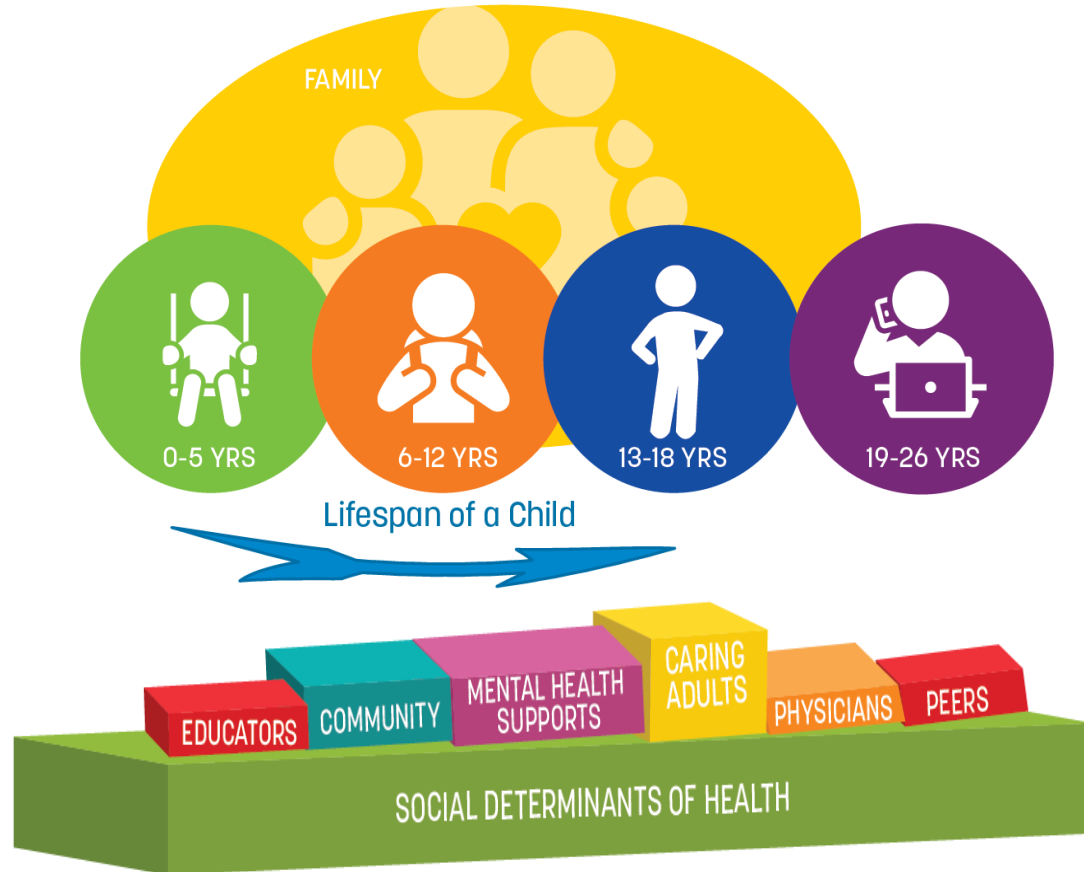 FAMILY
0-5 YRS
6-12 YRS
13-18 YRS
19-26 YRS
Lifespan of a Child
EDUCATORS
COMMUNITY
MENTAL HEALTH
SUPPORTS
CARING
ADULTS
PHYSICIANS
PEERS
SOCIAL DETERMINANTS OF HEALTH